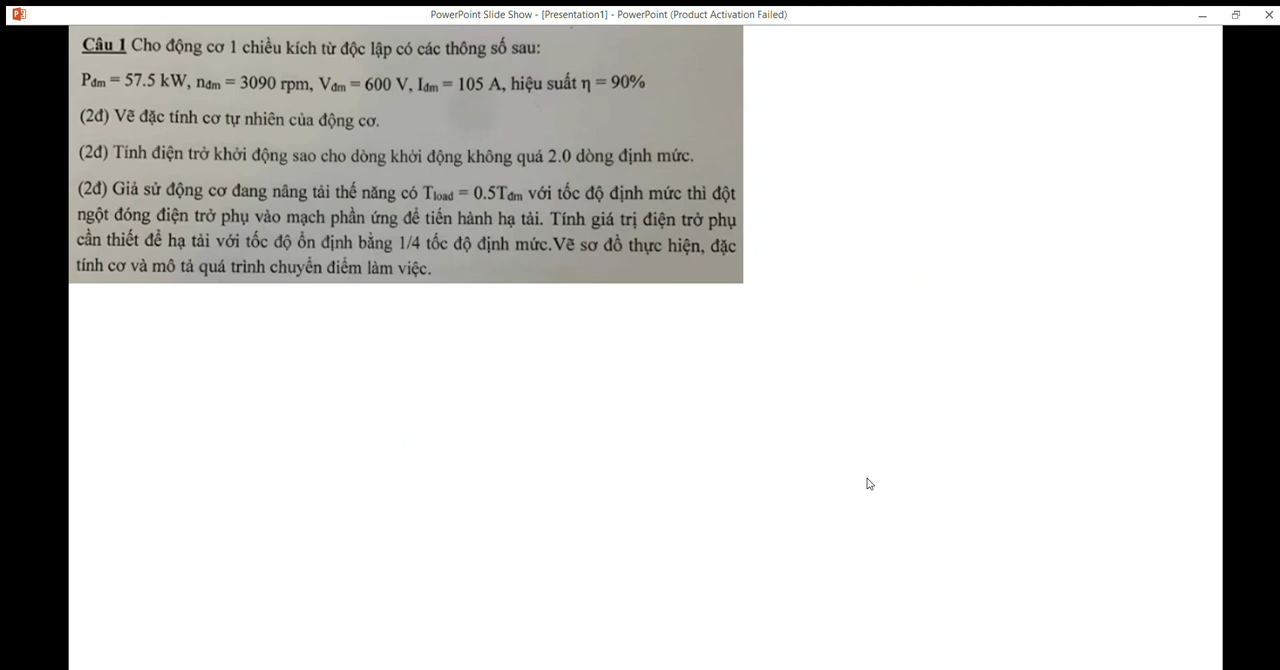 PowerPoint Slide Show - [Presentation1] - PowerPoint (Product Activation Failed)
Câu 1 Cho động cơ 1 chiều kích từ độc lập có các thông số sau:
Pđm = 57.5 kW, nđm = 3090 rpm, Vđm = 600 V, Iđm = 105 A, hiệu suất η = 90%
(2đ) Vẽ đặc tính cơ tự nhiên của động cơ.
(2đ) Tính điện trở khởi động sao cho dòng khởi động không quá 2.0 dòng định mức.
(2đ) Giả sử động cơ đang nâng tải thế năng có Tload = 0.5Tđm với tốc độ định mức thì đột
ngột đóng điện trở phụ vào mạch phần ứng để tiến hành hạ tải. Tính giá trị điện trở phụ
cần thiết để hạ tải với tốc độ ổn định bằng 1/4 tốc độ định mức.Vẽ sơ đồ thực hiện, đặc
tính cơ và mô tả quá trình chuyển điểm làm việc.